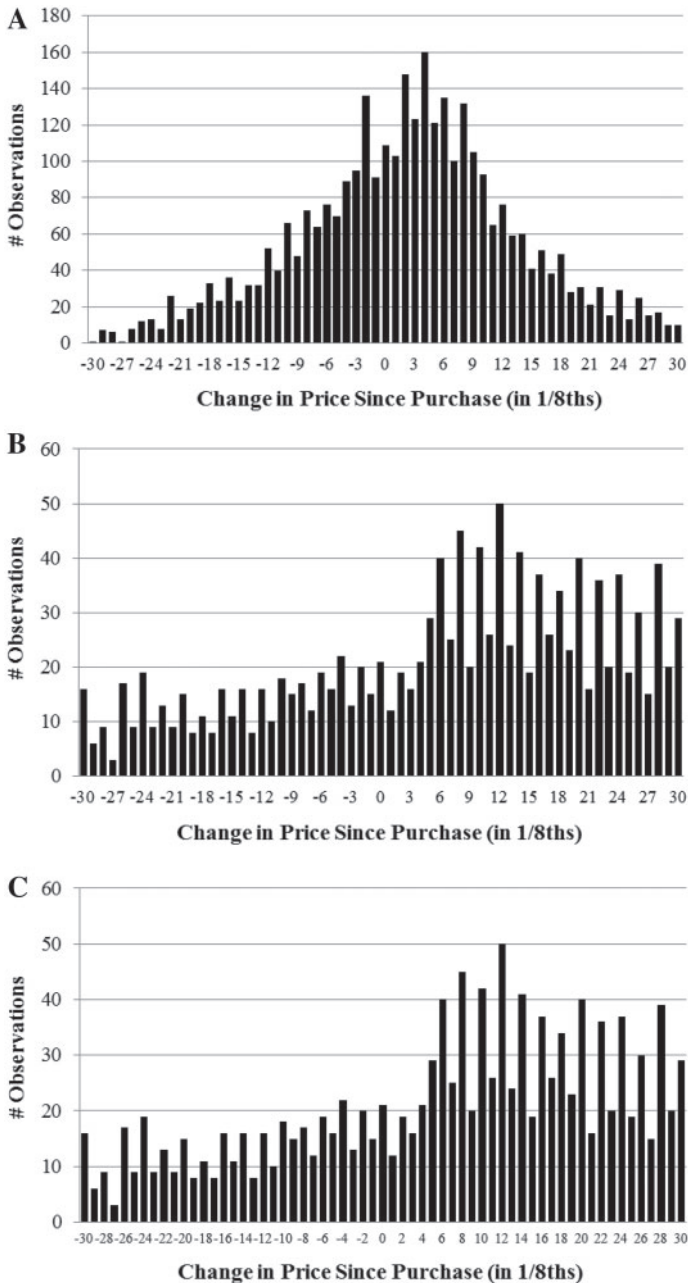 A
# Observations
180
160
140
120
100
80
60
40
20
0
-30 -27 -24 -21 -18 -15 -12 -9 -6 -3 0 3 6 9 12 15 18 21 24 27 30
Change in Price Since Purchase (in 1/8ths)
B
# Observations
60
50
40
30
20
10
0
-30 -27 -24 -21 -18 -15 -12 -9 -6 -3 0 3 6 9 12 15 18 21 24 27 30
Change in Price Since Purchase (in 1/8ths)
C
# Observations
60
50
40
30
20
10
0
-30 -28 -26 -24 -22 -20 -18 -16 -14 -12 -10 -8 -6 -4 -2 0 2 4 6 8 10 12 14 16 18 20 22 24 26 28 30
Change in Price Since Purchase (in 1/8ths)